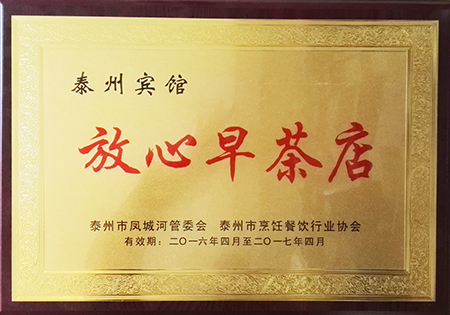 泰州宾馆
放心早茶店
泰州市凤城河管委会 泰州市烹饪餐饮行业协会
有效期：二〇一六年四月至二〇一七年四月